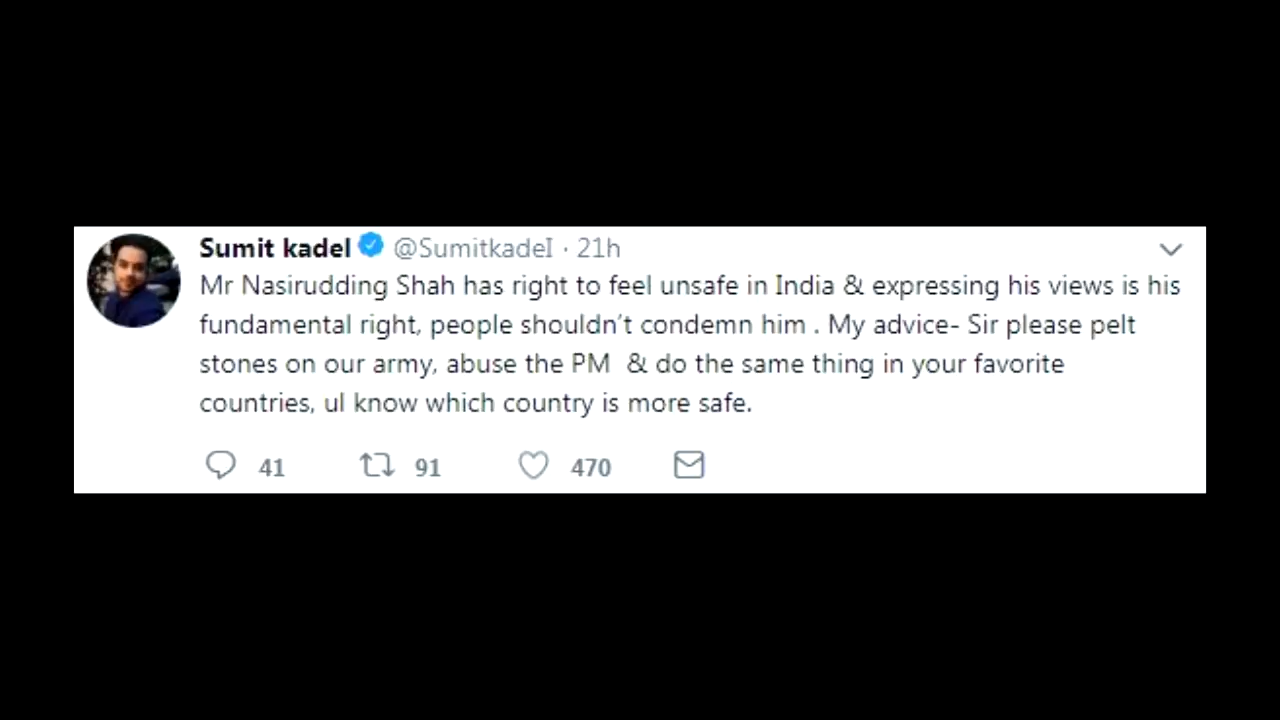 Sumit kadel @SumitkadeI · 21h
Mr Nasirudding Shah has right to feel unsafe in India & expressing his views is his
fundamental right, people shouldn't condemn him . My advice- Sir please pelt
stones on our army, abuse the PM  & do the same thing in your favorite
countries, ul know which country is more safe.
41 91 470